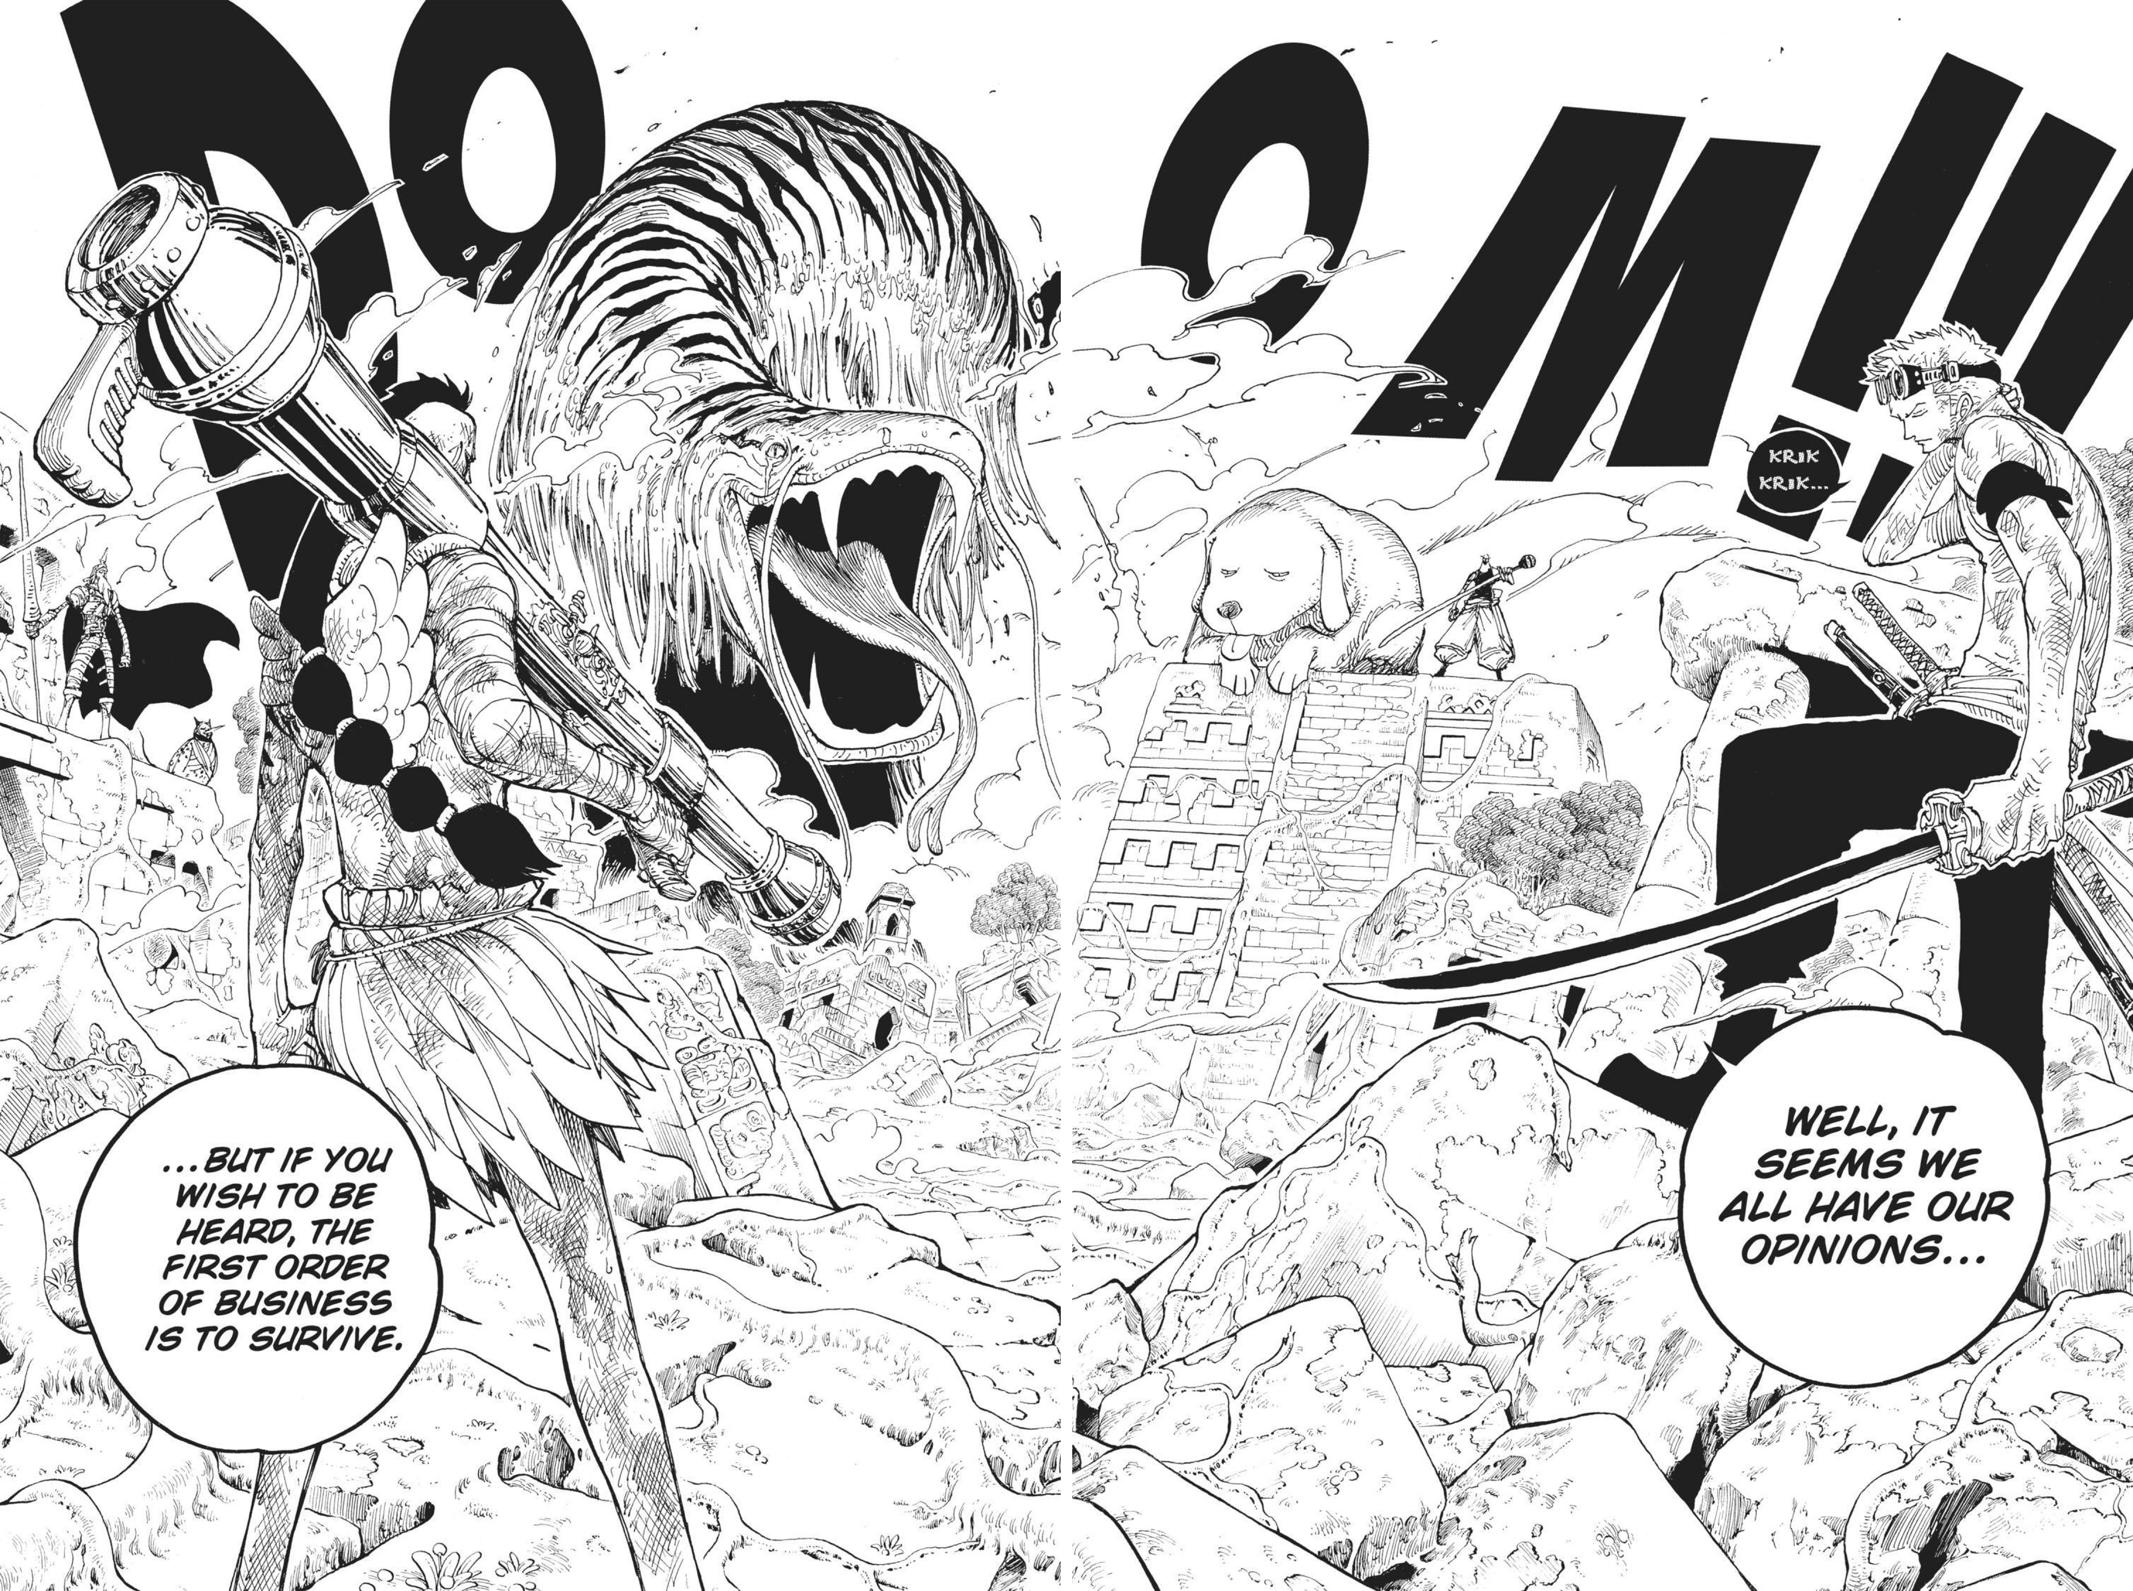 DOOM!!!
KRIK
KRIK...
WELL, IT
SEEMS WE
ALL HAVE OUR
OPINIONS...
...BUT IF YOU
WISH TO BE
HEARD, THE
FIRST ORDER
OF BUSINESS
IS TO SURVIVE.